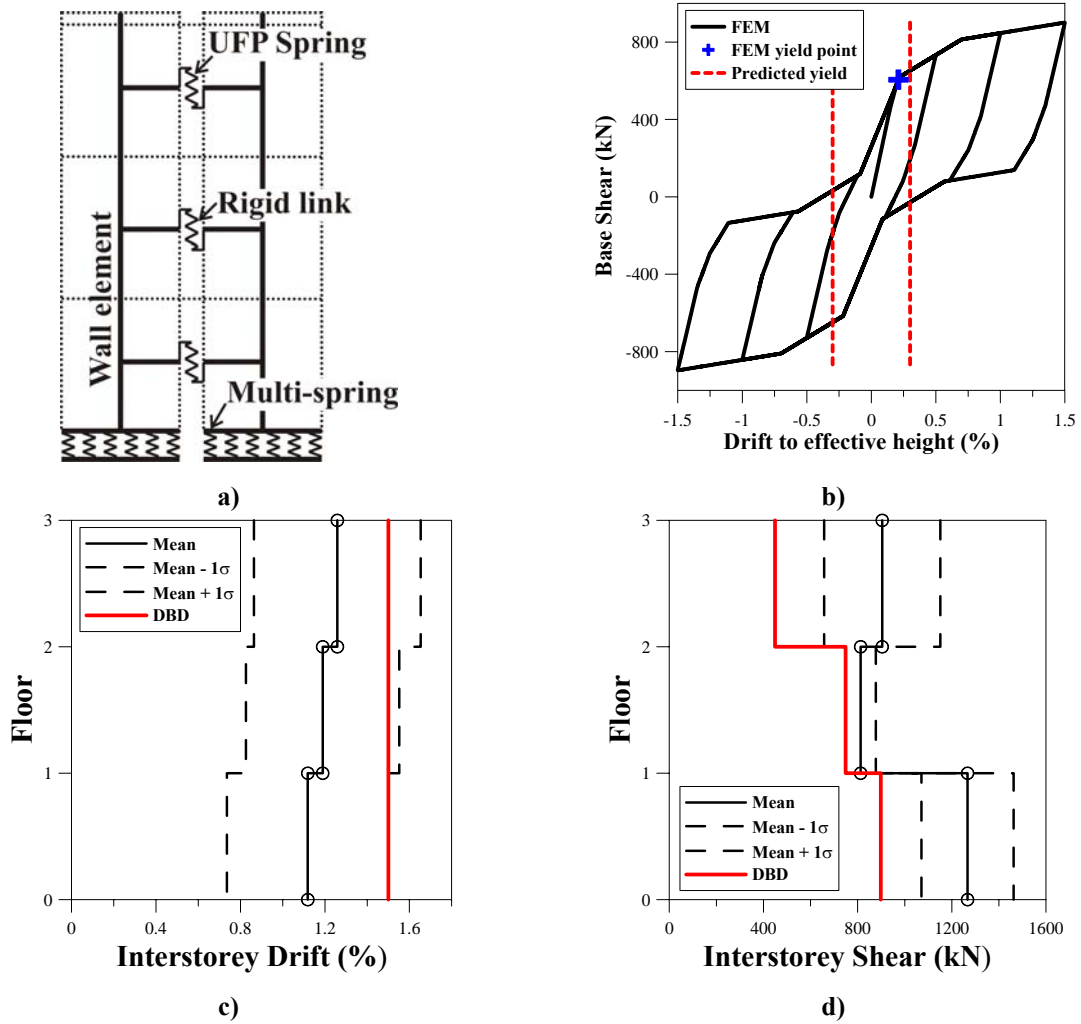 UFP Spring
Rigid link
Wall element
Multi-spring
a)
FEM
FEM yield point
Predicted yield
Base Shear (kN)
800
400
0
-400
-800
-1.5 -1 -0.5 0 0.5 1 1.5
Drift to effective height (%)
b)
Mean
Mean - 1σ
Mean + 1σ
DBD
Floor
3
2
1
0
0 0.4 0.8 1.2 1.6
Interstorey Drift (%)
c)
Mean
Mean - 1σ
Mean + 1σ
DBD
Floor
3
2
1
0
0 400 800 1200 1600
Interstorey Shear (kN)
d)